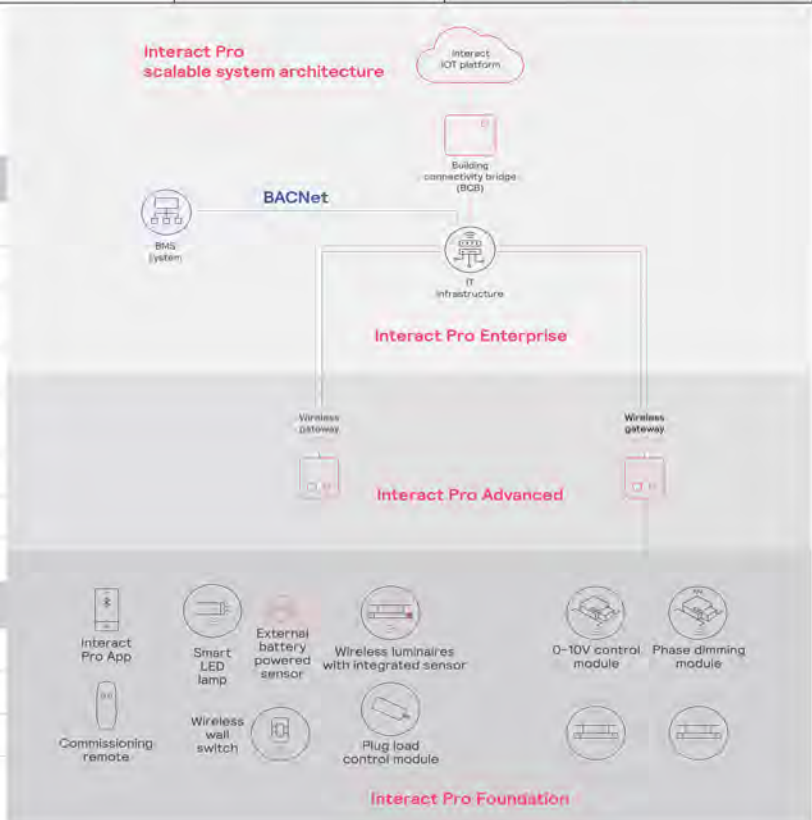 Interact Pro
scalable system architecture
Interact
IOT platform
Building
connectivity bridge
(BCB)
BACNet
BMS
System
IT
infrastructure
Interact Pro Enterprise
Wireless
gateway
Wireless
gateway
Interact Pro Advanced
Interact
Pro App
Smart
LED
lamp
External
battery
powered
sensor
Wireless luminaires
with integrated sensor
0-10V control
module
Phase dimming
module
Commissioning
remote
Wireless
wall
switch
Plug load
control module
Interact Pro Foundation